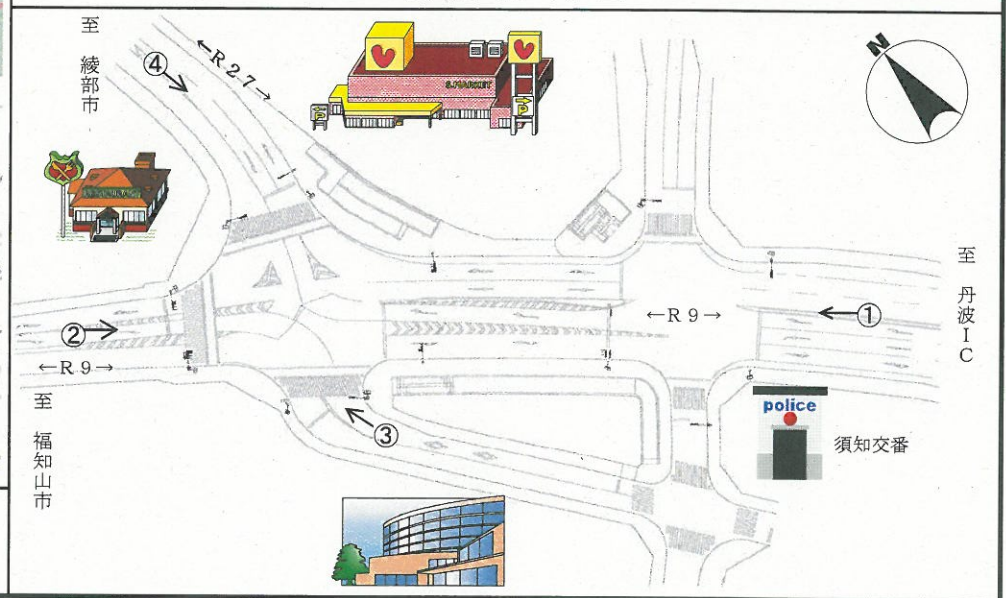 至 綾部市
④
←R27→
S.MARKET
P
P
N
至 丹波IC
①
←R9→
②
←R9→
至 福知山市
③
police
須知交番